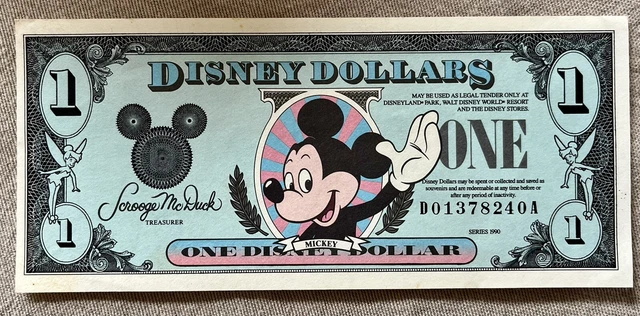 DISNEY DOLLARS
1
1
MAY BE USED AS LEGAL TENDER ONLY AT
DISNEYLAND PARK, WALT DISNEY WORLD RESORT
AND THE DISNEY STORES.
ONE
Disney Dollars may be spent or collected and saved as
souvenirs and are redeemable at any time before or
after any period of inactivity.
D01378240A
Scrooge McDuck
TREASURER
SERIES 1990
1
1
MICKEY
ONE DISNEY DOLLAR